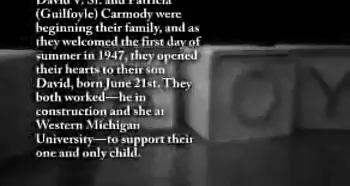 David V, Sr. and Patricia
(Guilfoyle) Carmody were
beginning their family, and as
they welcomed the first day of
summer in 1947, they opened
their hearts to their son
David, born June 21st. They
both worked—he in
construction and she at
Western Michigan
University—to support their
one and only child.
O Y